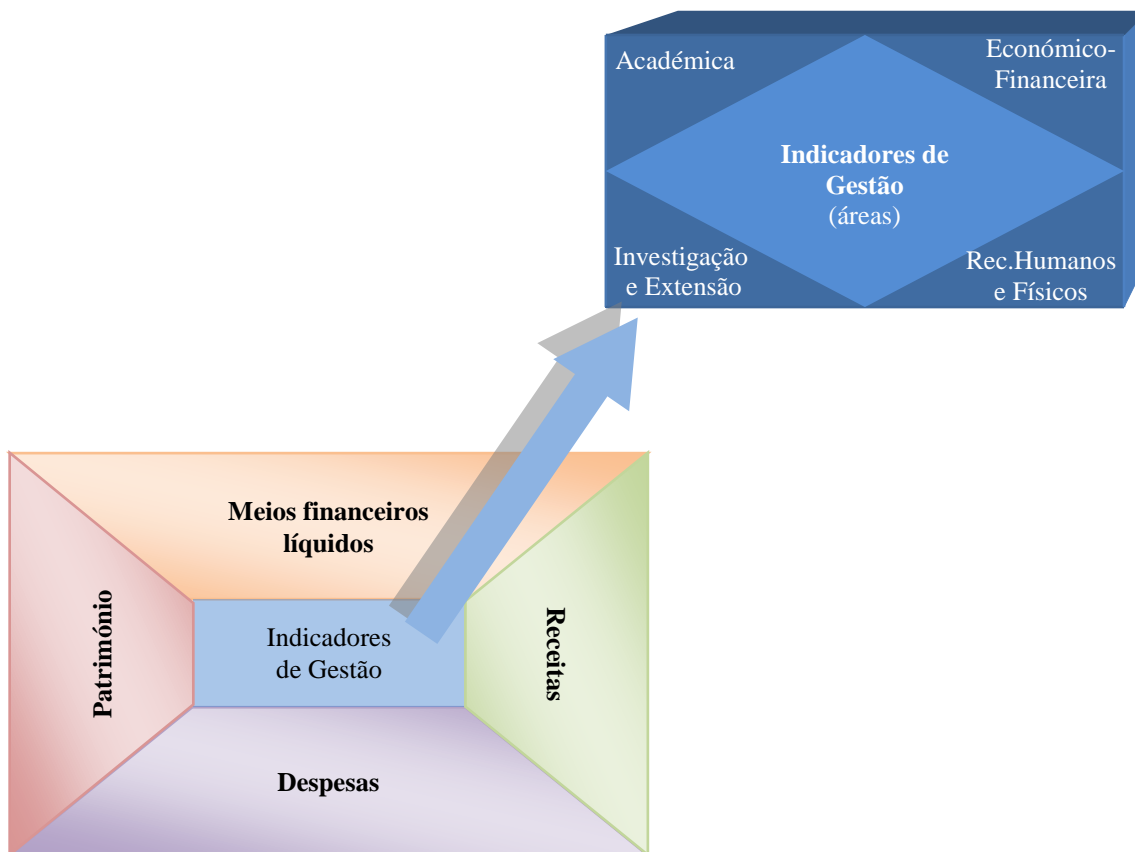 Académica
Económico-
Financeira
Indicadores de
Gestão
(áreas)
Investigação
e Extensão
Rec.Humanos
e Físicos
Meios financeiros
líquidos
Património
Indicadores
de Gestão
Receitas
Despesas